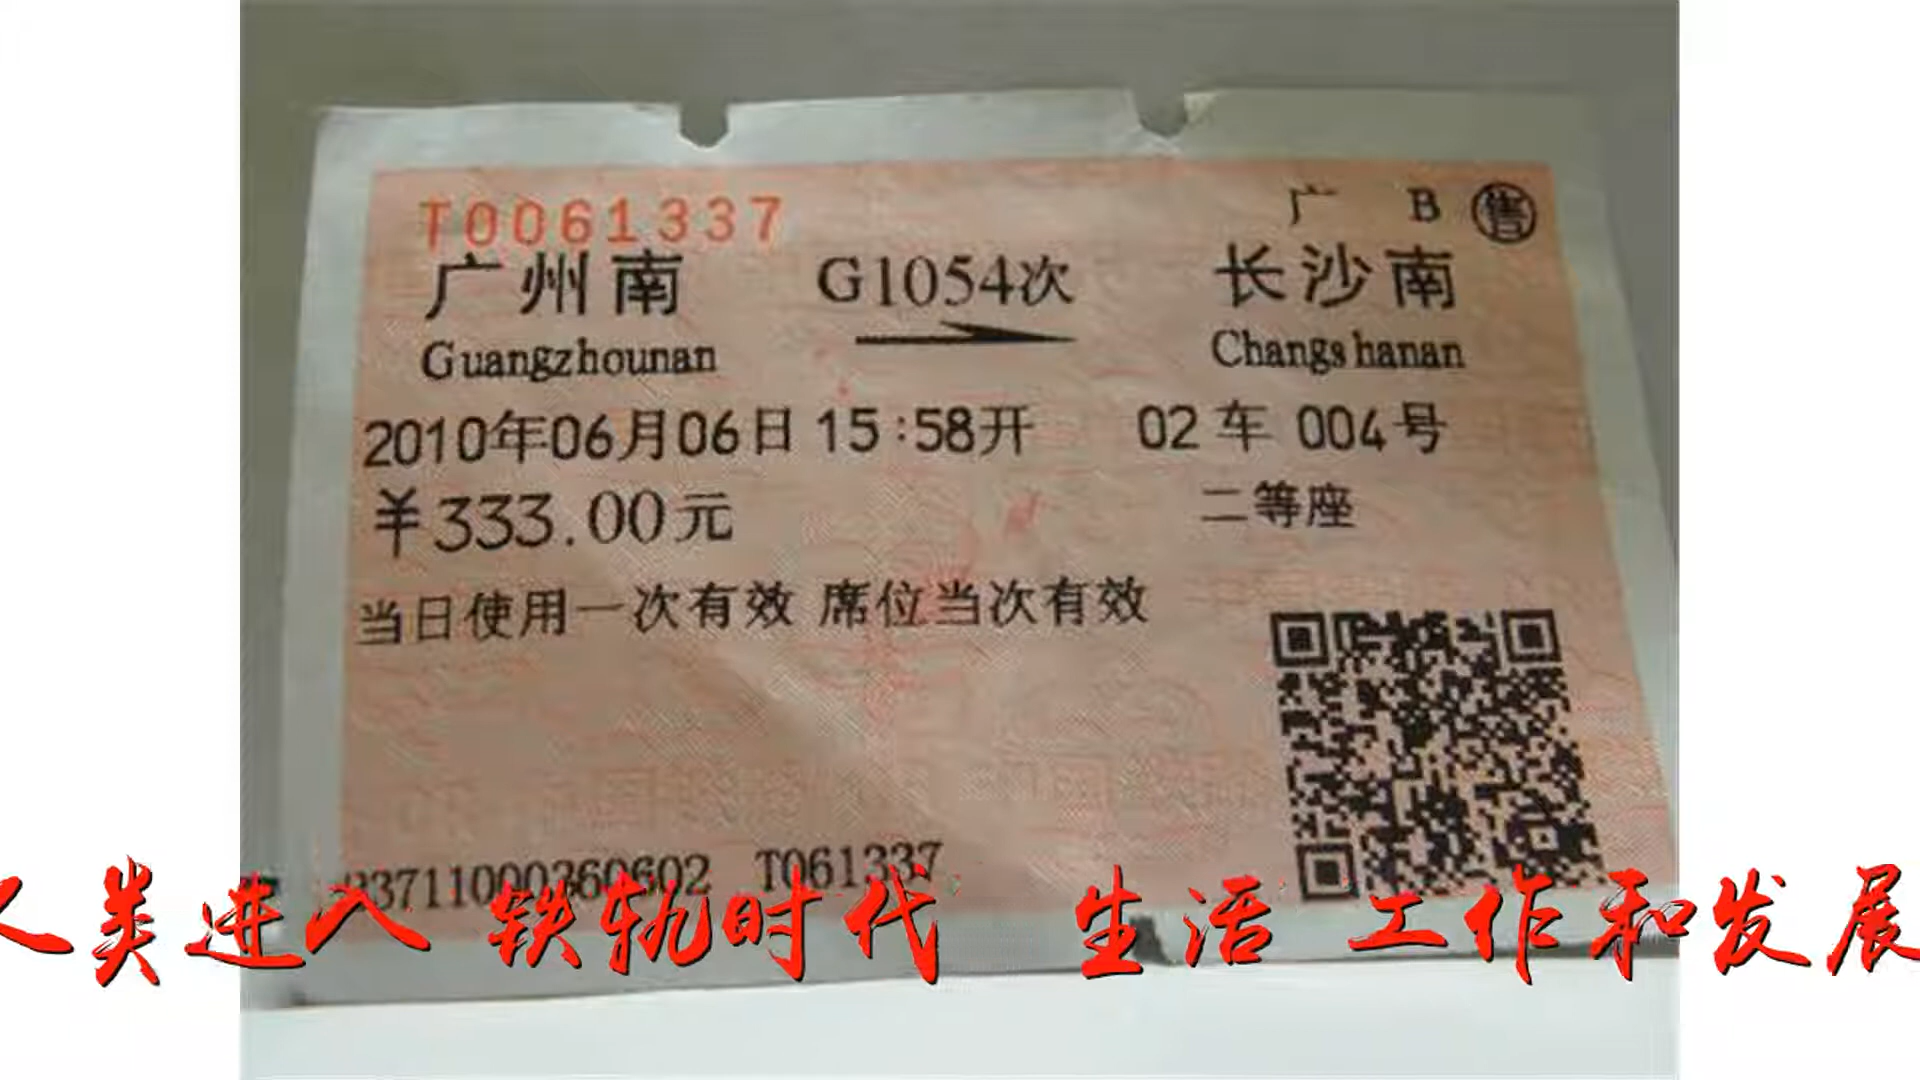 T0061337
广 B 售
广州南 G1054次 长沙南
Guangzhounan Changshanan
2010年06月06日 15:58开 02车 004号
￥333.00元 二等座
当日使用一次有效 席位当次有效
3711000360602 T061337
人类进入 铁轨时代 生活 工作和发展